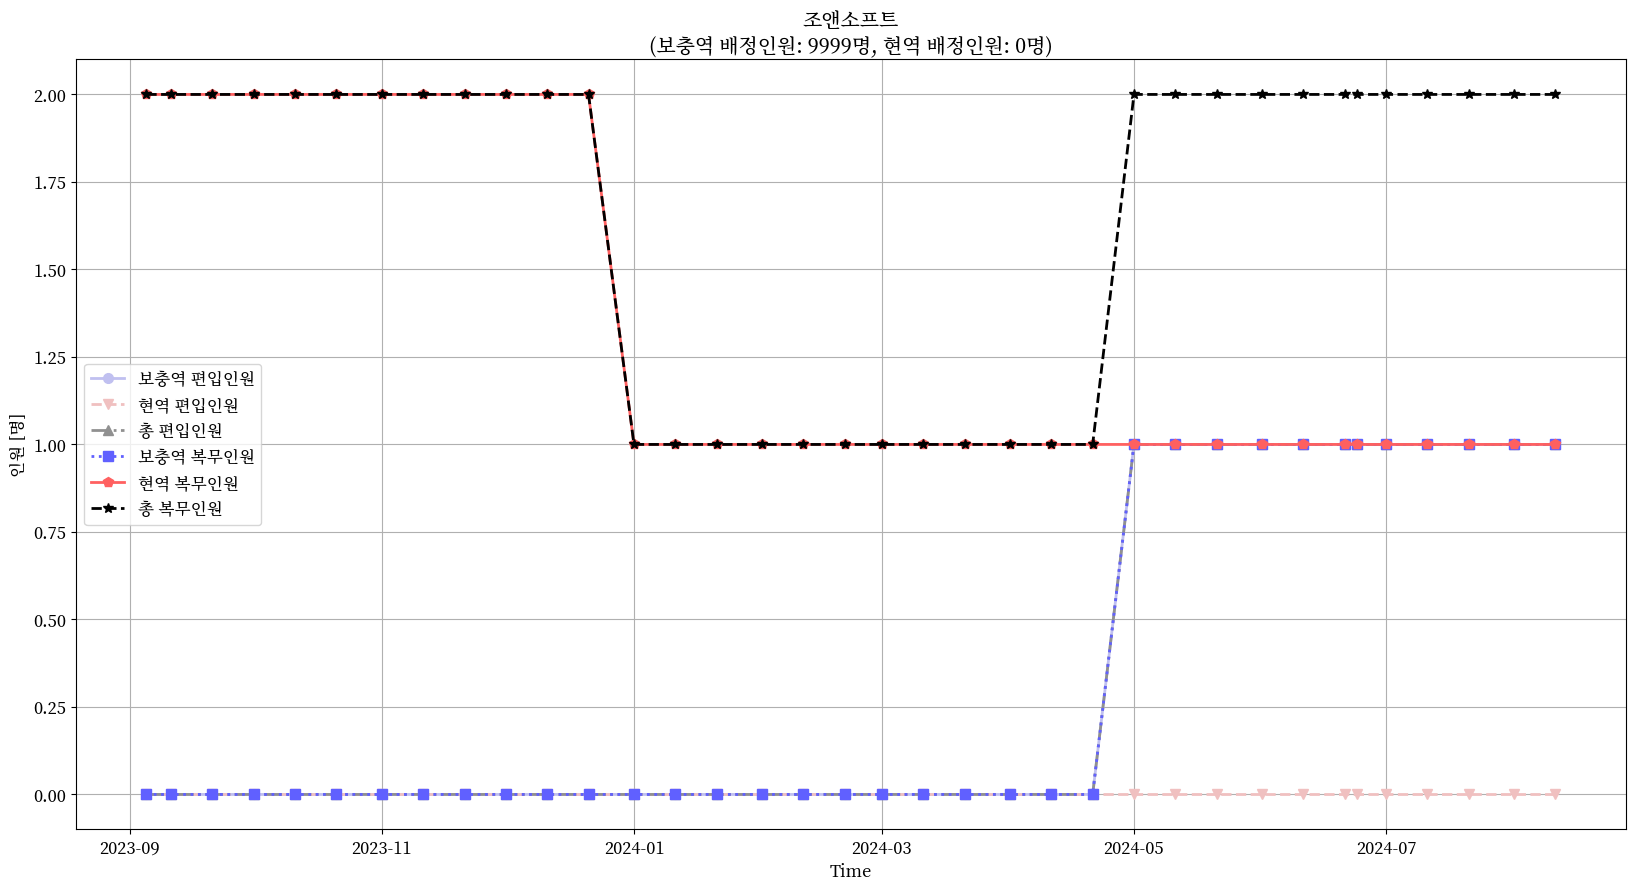 조앤소프트
(보충역 배정인원: 9999명, 현역 배정인원: 0명)
2.00
1.75
1.50
1.25
1.00
0.75
0.50
0.25
0.00
인원 [명]
보충역 편입인원
현역 편입인원
총 편입인원
보충역 복무인원
현역 복무인원
총 복무인원
2023-09
2023-11
2024-01
2024-03
2024-05
2024-07
Time